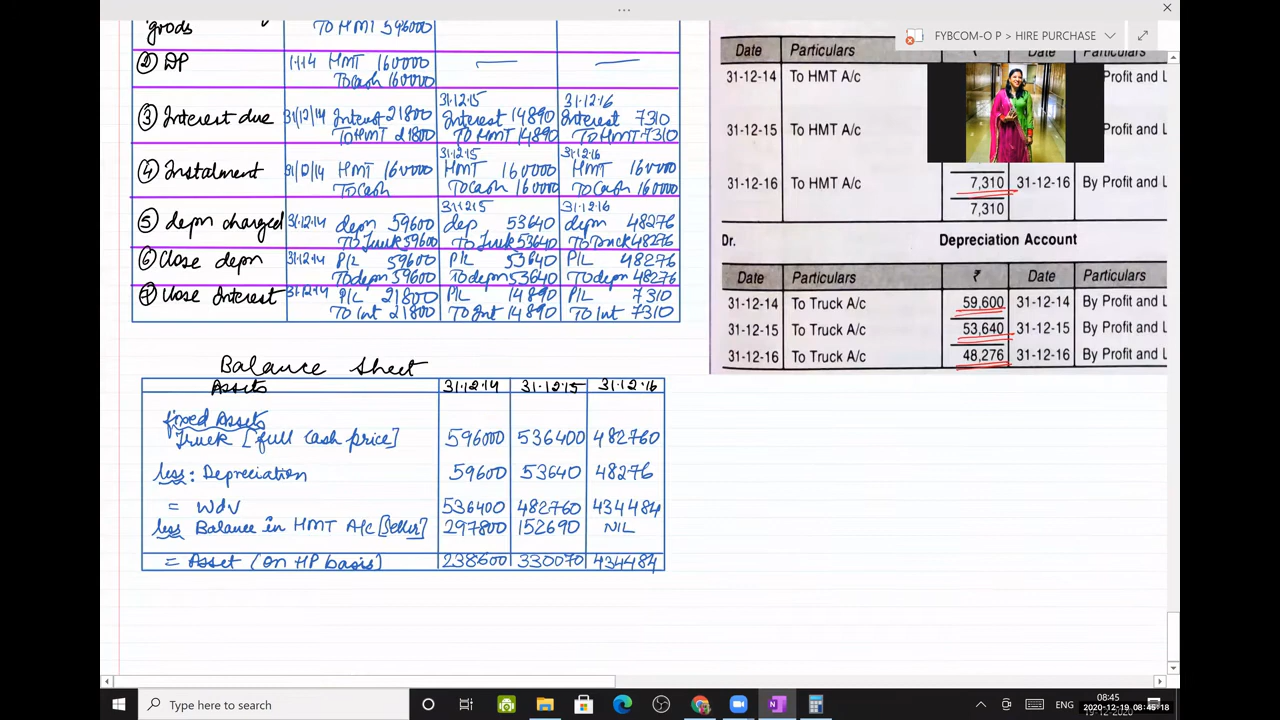 ...
FYBCOM-O P > HIRE PURCHASE
goods
To HMT 596000
② DP
1.1.14 HMT 160000
To Cash 160000
③ Interest due
31/12/14 Interest 21800
To HMT 21800
31.12.15
Interest 14890
To HMT 14890
31.12.16
Interest 7310
To HMT 7310
④ Instalment
31/12/14 HMT 160000
To Cash
31.12.15
HMT 160000
To Cash 160000
31.12.16
HMT 160000
To Cash 160000
⑤ depn charged
31.12.14 depn 59600
To Truck 59600
31.12.15
dep 53640
To Truck 53640
31.12.16
depn 48276
To Truck 48276
⑥ Close depn
31.12.14 P/L 59600
To depn 59600
P/L 53640
To depn 53640
P/L 48276
To depn 48276
⑦ Close Interest
31.12.14 P/L 21800
To Int 21800
P/L 14890
To Int 14890
P/L 7310
To Int 7310
Balance Sheet
Assets 31.12.14 31.12.15 31.12.16
fixed Assets
Truck [full cash price] 596000 536400 482760
less: Depreciation 59600 53640 48276
= WdV 536400 482760 434484
less Balance in HMT A/c [Seller] 297800 152690 NIL
= Asset (on HP basis) 238600 330070 434484
Date Particulars Date Particulars
31-12-14 To HMT A/c Profit and L
31-12-15 To HMT A/c Profit and L
31-12-16 To HMT A/c 7,310 31-12-16 By Profit and L
7,310
Dr. Depreciation Account
Date Particulars ₹ Date Particulars
31-12-14 To Truck A/c 59,600 31-12-14 By Profit and L
31-12-15 To Truck A/c 53,640 31-12-15 By Profit and L
31-12-16 To Truck A/c 48,276 31-12-16 By Profit and L
Type here to search
ENG
08:45
2020-12-19 08:45:18